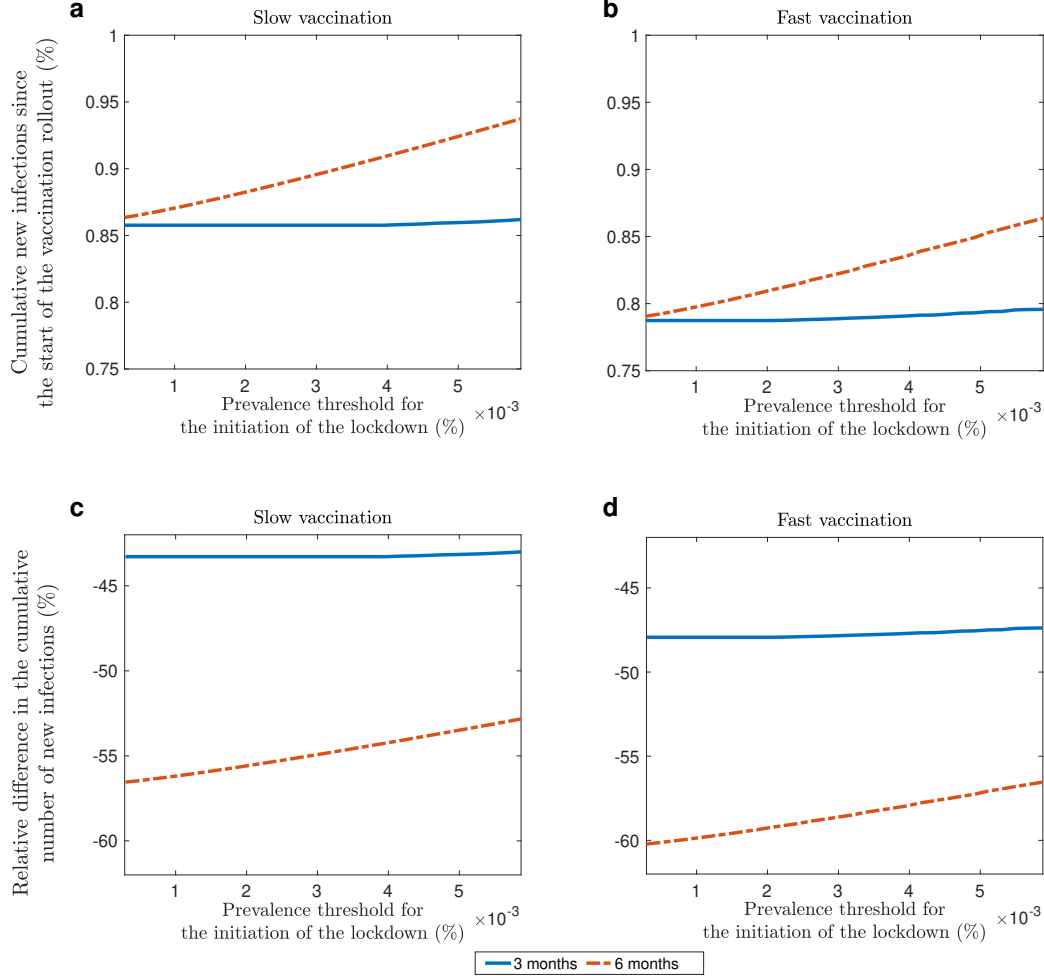 a
Slow vaccination
Cumulative new infections since
the start of the vaccination rollout (%)
1
0.95
0.9
0.85
0.8
0.75
1 2 3 4 5
×10⁻³
Prevalence threshold for
the initiation of the lockdown (%)
b
Fast vaccination
1
0.95
0.9
0.85
0.8
0.75
1 2 3 4 5
×10⁻³
Prevalence threshold for
the initiation of the lockdown (%)
c
Slow vaccination
Relative difference in the cumulative
number of new infections (%)
-45
-50
-55
-60
1 2 3 4 5
×10⁻³
Prevalence threshold for
the initiation of the lockdown (%)
d
Fast vaccination
-45
-50
-55
-60
1 2 3 4 5
×10⁻³
Prevalence threshold for
the initiation of the lockdown (%)
3 months 6 months